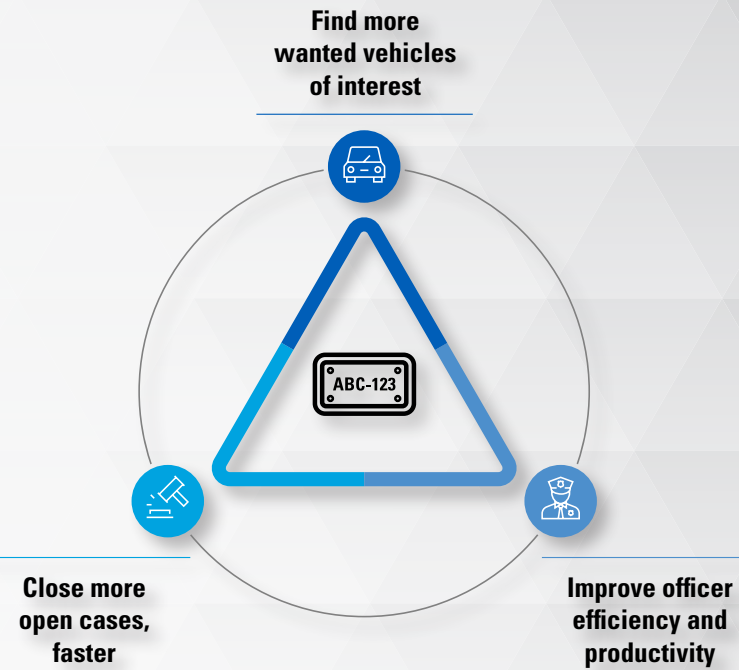 Find more
wanted vehicles
of interest
ABC-123
Close more
open cases,
faster
Improve officer
efficiency and
productivity